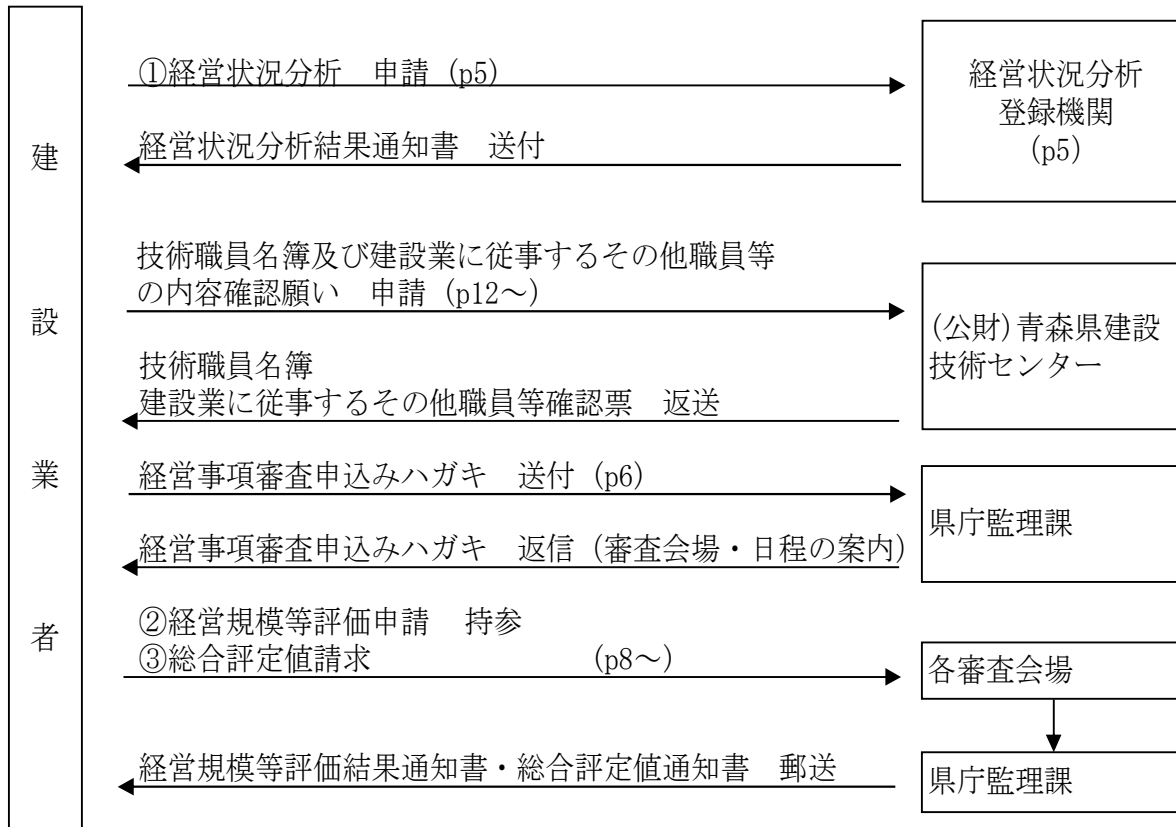 建設業者
①経営状況分析　申請 (p5)
経営状況分析結果通知書　送付
経営状況分析
登録機関
(p5)
技術職員名簿及び建設業に従事するその他職員等
の内容確認願い　申請 (p12～)
技術職員名簿
建設業に従事するその他職員等確認票　返送
(公財)青森県建設
技術センター
経営事項審査申込みハガキ　送付 (p6)
経営事項審査申込みハガキ　返信 (審査会場・日程の案内)
県庁監理課
②経営規模等評価申請　持参
③総合評定値請求　(p8～)
各審査会場
経営規模等評価結果通知書・総合評定値通知書　郵送
県庁監理課